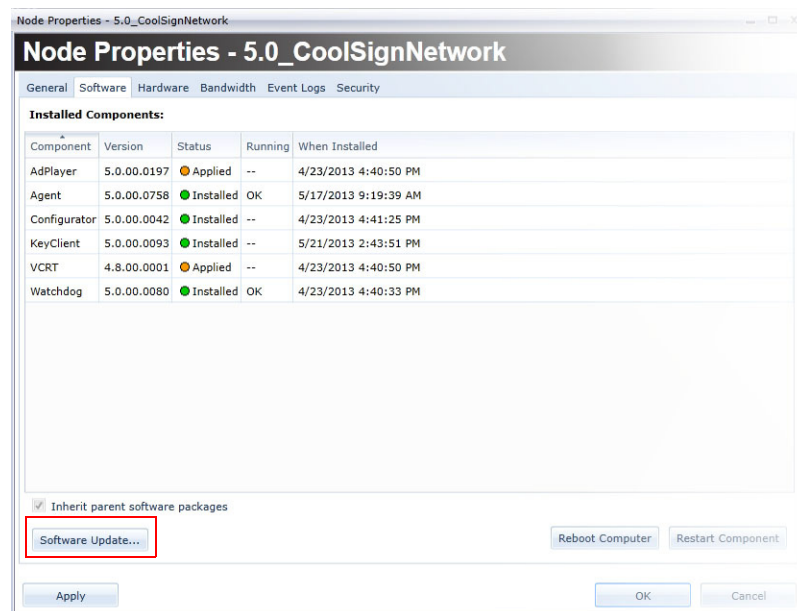 Node Properties - 5.0_CoolSignNetwork
Node Properties - 5.0_CoolSignNetwork
General Software Hardware Bandwidth Event Logs Security
Installed Components:
Component Version Status Running When Installed
AdPlayer 5.0.00.0197 Applied -- 4/23/2013 4:40:50 PM
Agent 5.0.00.0758 Installed OK 5/17/2013 9:19:39 AM
Configurator 5.0.00.0042 Installed -- 4/23/2013 4:41:25 PM
KeyClient 5.0.00.0093 Installed -- 5/21/2013 2:43:51 PM
VCRT 4.8.00.0001 Applied -- 4/23/2013 4:40:50 PM
Watchdog 5.0.00.0080 Installed OK 4/23/2013 4:40:33 PM
Inherit parent software packages
Software Update... Reboot Computer Restart Component
Apply OK Cancel